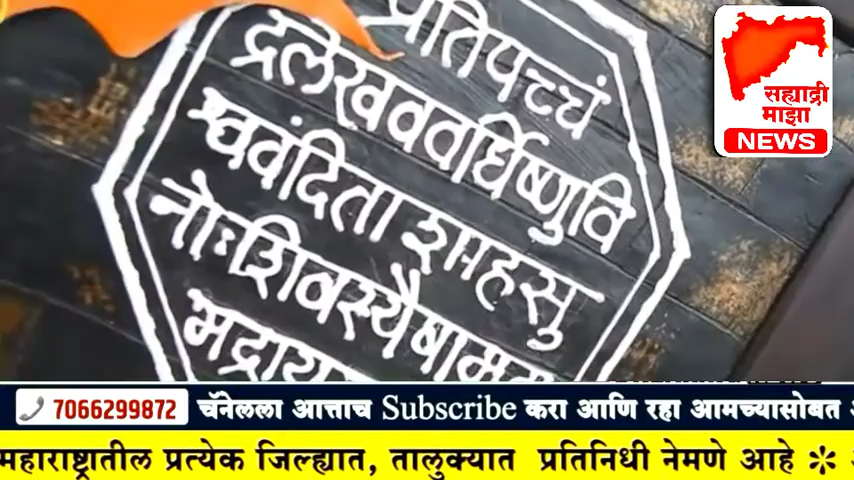 प्रतिपच्चं
द्रलेखववर्धिष्णुवि
श्ववंदिता शाहसु
नोःशिवस्यैषामु
भद्राय
सह्याद्री
माझा
NEWS
7066299872 चॅनेलला आत्ताच Subscribe करा आणि रहा आमच्यासोबत
महाराष्ट्रातील प्रत्येक जिल्ह्यात, तालुक्यात प्रतिनिधी नेमणे आहे